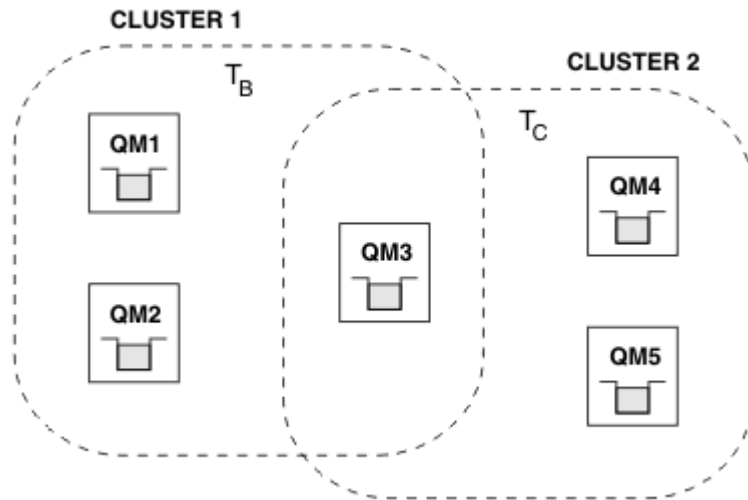 CLUSTER 1
CLUSTER 2
T_B
T_C
QM1
QM4
QM3
QM2
QM5